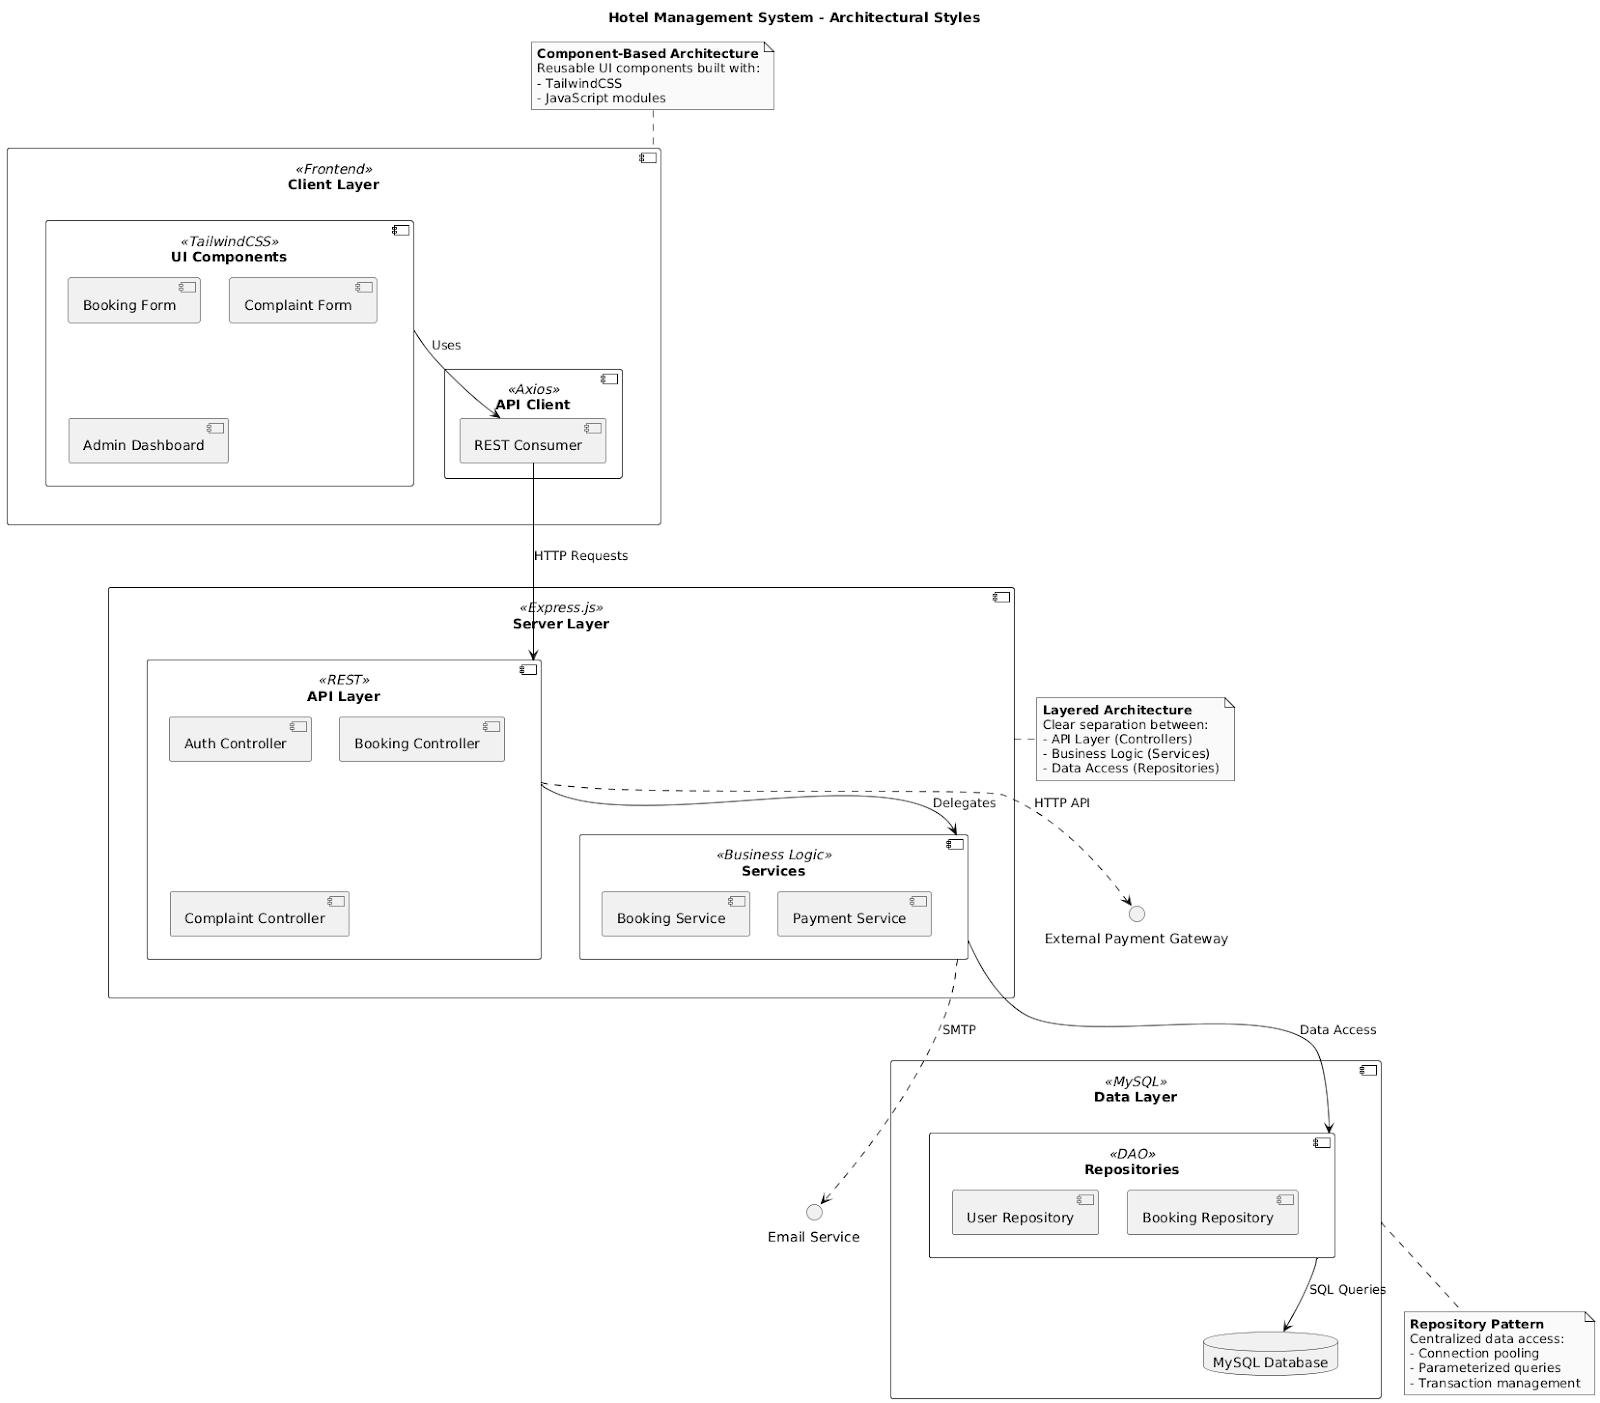 Hotel Management System - Architectural Styles
Component-Based Architecture
Reusable UI components built with:
- TailwindCSS
- JavaScript modules
«Frontend»
Client Layer
«TailwindCSS»
UI Components
Booking Form
Complaint Form
Uses
«Axios»
API Client
Admin Dashboard
REST Consumer
HTTP Requests
«Express.js»
Server Layer
«REST»
API Layer
Auth Controller
Booking Controller
Layered Architecture
Clear separation between:
- API Layer (Controllers)
- Business Logic (Services)
- Data Access (Repositories)
Delegates
HTTP API
«Business Logic»
Services
Complaint Controller
Booking Service
Payment Service
External Payment Gateway
SMTP
Data Access
«MySQL»
Data Layer
«DAO»
Repositories
User Repository
Booking Repository
Email Service
SQL Queries
MySQL Database
Repository Pattern
Centralized data access:
- Connection pooling
- Parameterized queries
- Transaction management